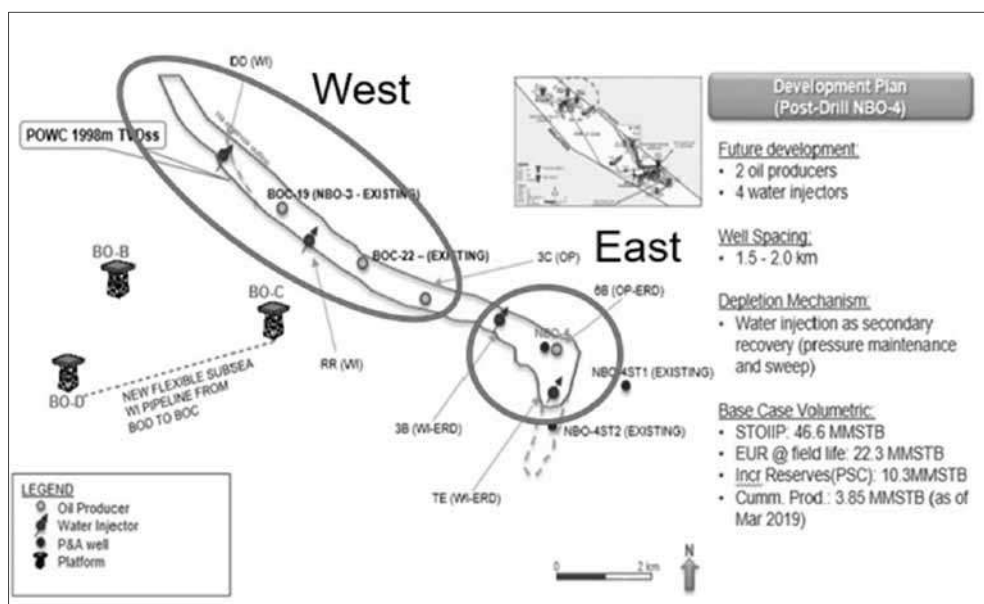 DD (WI)
West
POWC 1998m TVDss
BOC-19 (NBO-3 - EXISTING)
BOC-22 – (EXISTING)
East
3C (OP)
6B (OP-ERD)
BO-B
BO-C
BO-D
RR (WI)
NEW FLEXIBLE SUBSEA
WI PIPELINE FROM
BOD TO BOC
NBO-4ST1 (EXISTING)
3B (WI-ERD)
NBO-4ST2 (EXISTING)
TE (WI-ERD)
LEGEND
Oil Producer
Water Injector
P&A well
Platform
0 2 km
N
Development Plan
(Post-Drill NBO-4)
Future development:
• 2 oil producers
• 4 water injectors
Well Spacing:
• 1.5 - 2.0 km
Depletion Mechanism:
• Water injection as secondary
recovery (pressure maintenance
and sweep)
Base Case Volumetric:
• STOIIP: 46.6 MMSTB
• EUR @ field life: 22.3 MMSTB
• Incr Reserves(PSC): 10.3MMSTB
• Cumm. Prod.: 3.85 MMSTB (as of
Mar 2019)